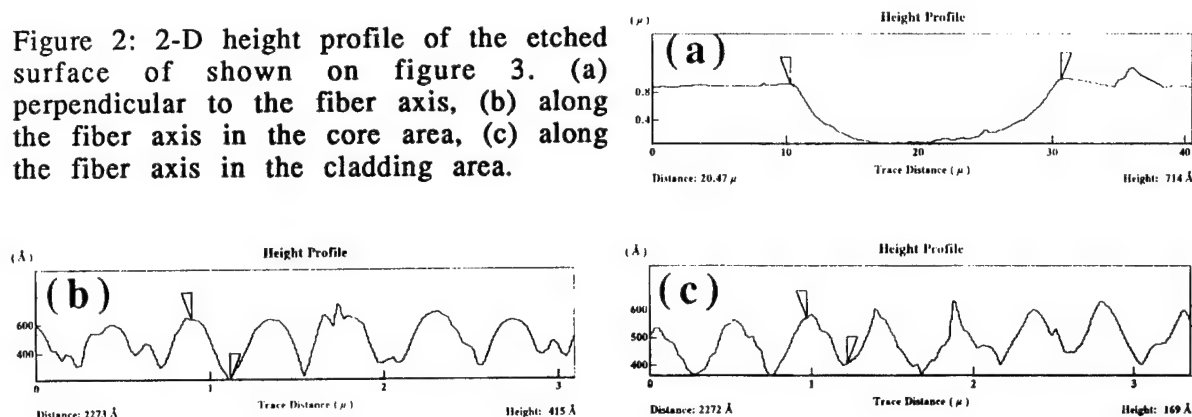 Figure 2: 2-D height profile of the etched
surface of shown on figure 3. (a)
perpendicular to the fiber axis, (b) along
the fiber axis in the core area, (c) along
the fiber axis in the cladding area.
Height Profile
(μ)
(a)
0.8
0.4
0 10 20 30 40
Trace Distance (μ)
Distance: 20.47 μ
Height: 714 Å
Height Profile
(Å)
(b)
600
400
0 1 2 3
Trace Distance (μ)
Distance: 2273 Å
Height: 415 Å
Height Profile
(Å)
(c)
600
500
400
0 1 2 3
Trace Distance (μ)
Distance: 2272 Å
Height: 169 Å